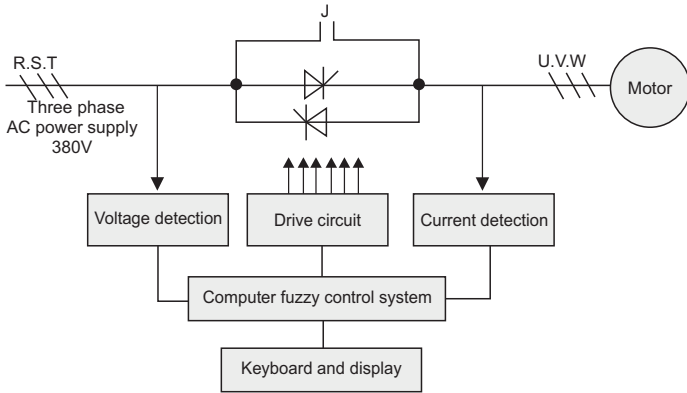 J
R.S.T
U.V.W
Three phase
AC power supply
380V
Motor
Voltage detection
Drive circuit
Current detection
Computer fuzzy control system
Keyboard and display